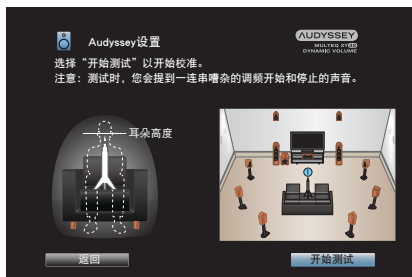 Audyssey设置
AUDYSSEY
MULTEQ XT32
DYNAMIC VOLUME
选择“开始测试”以开始校准。
注意：测试时，您会提到一连串嘈杂的调频开始和停止的声音。
耳朵高度
返回
开始测试